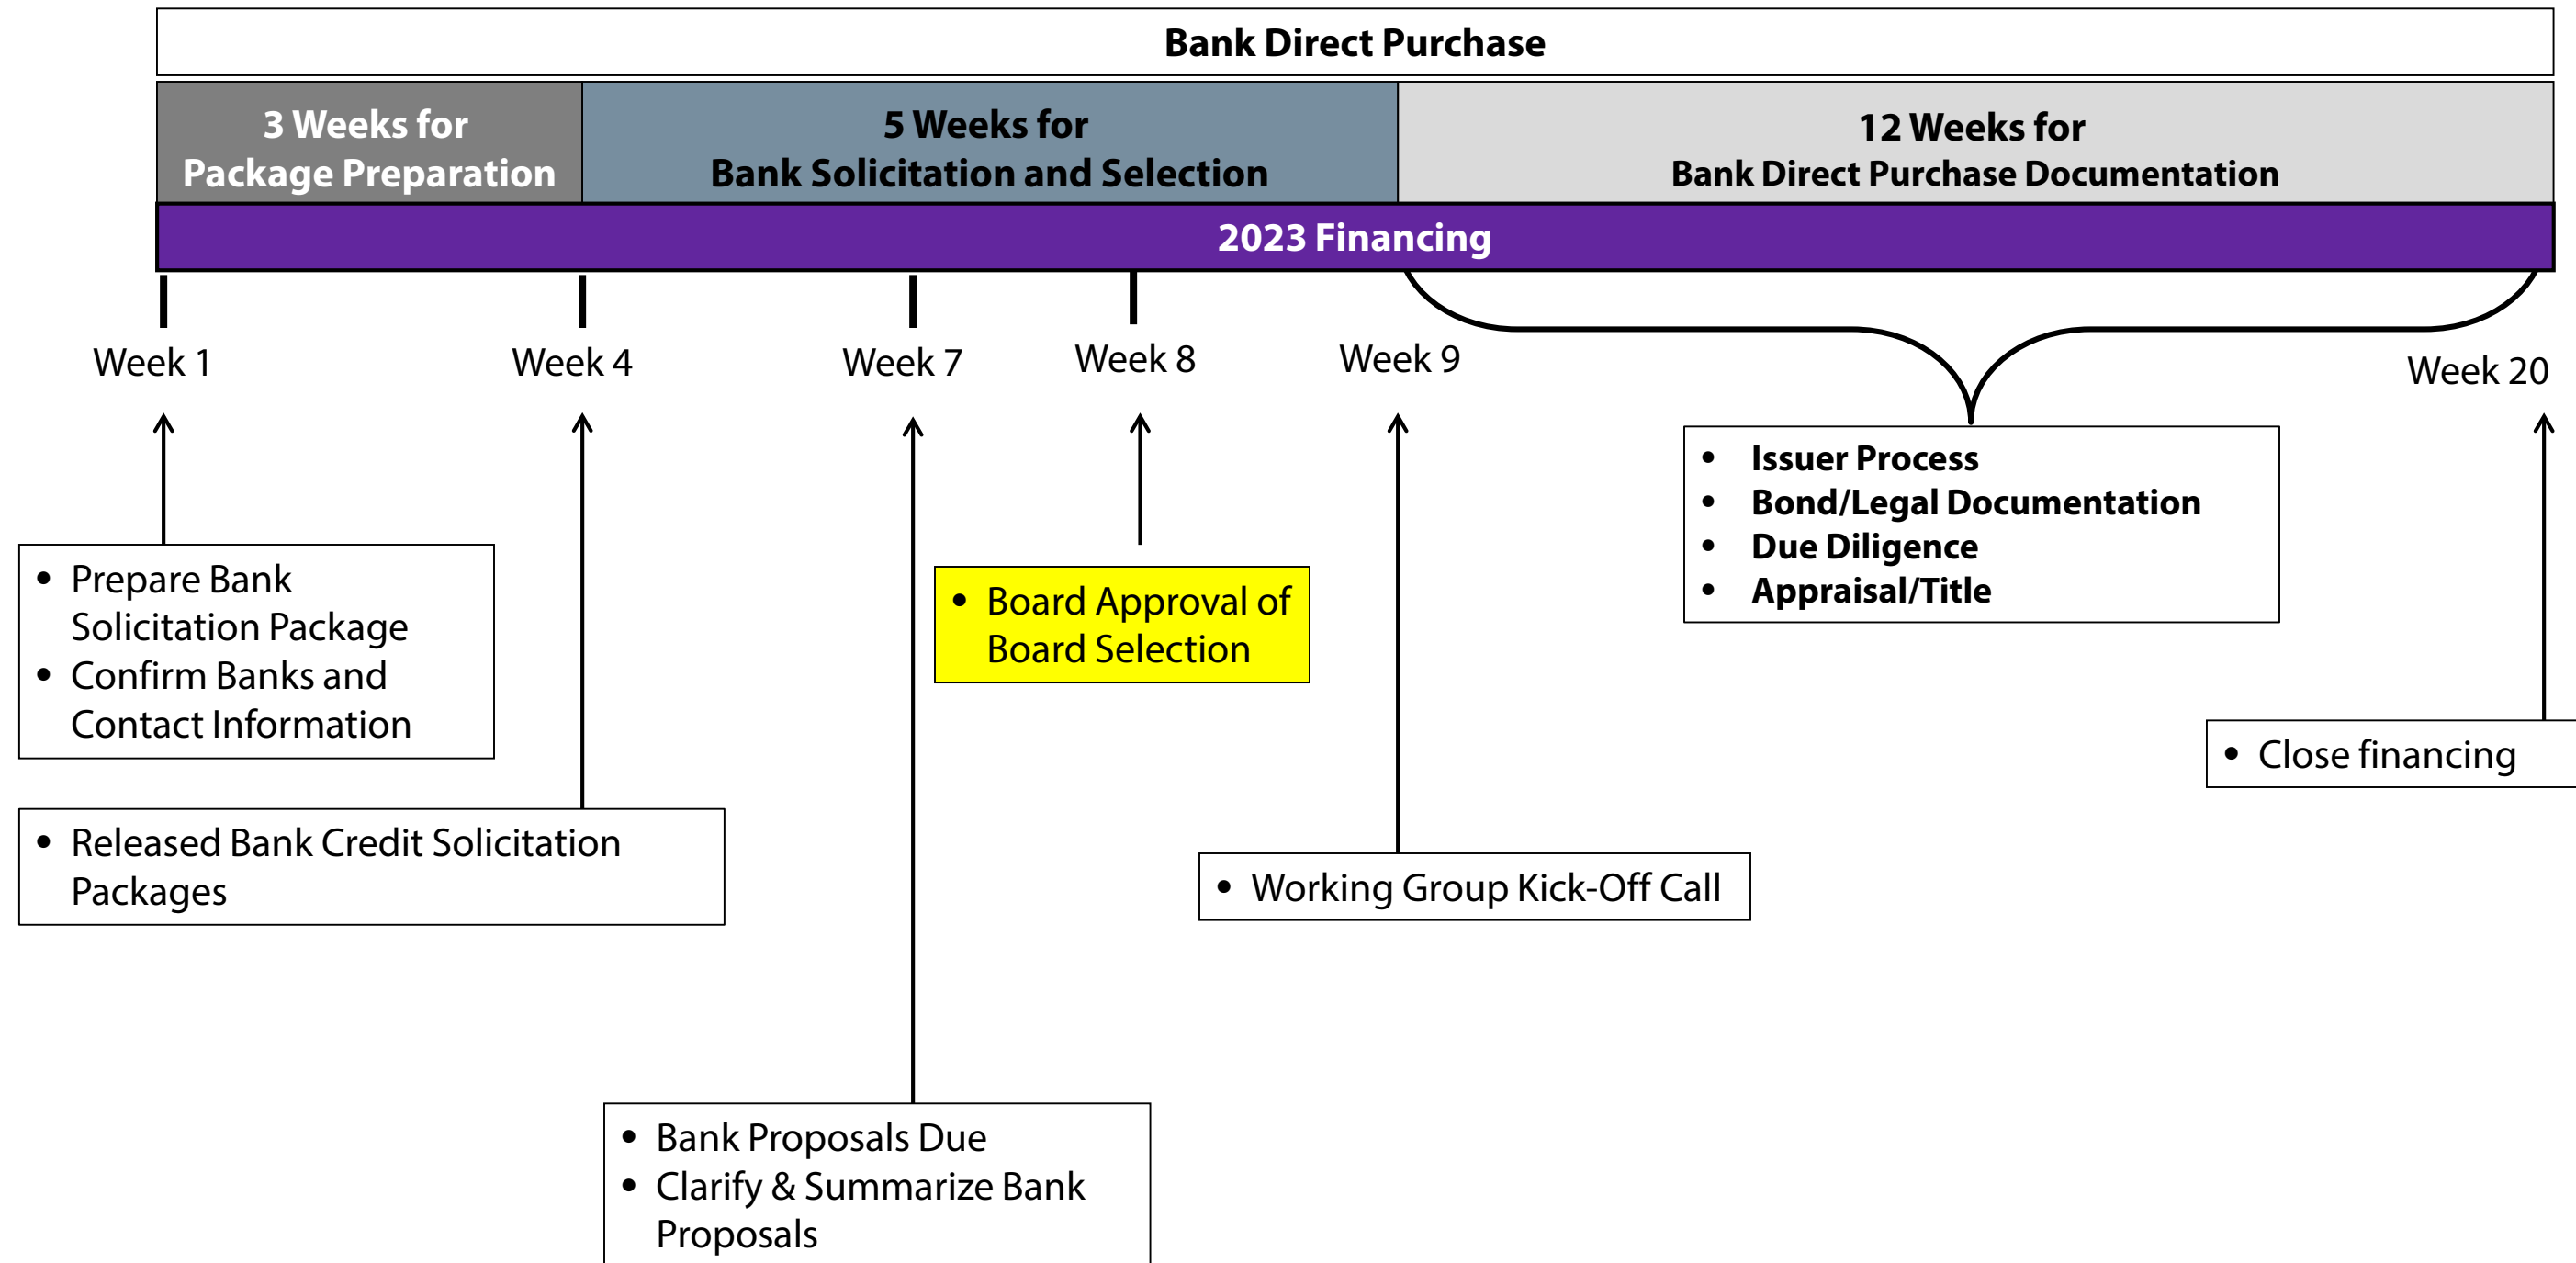 Bank Direct Purchase
3 Weeks for
Package Preparation
5 Weeks for
Bank Solicitation and Selection
12 Weeks for
Bank Direct Purchase Documentation
2023 Financing
Week 1
Week 4
Week 7
Week 8
Week 9
Week 20
• Issuer Process
• Bond/Legal Documentation
• Due Diligence
• Appraisal/Title
• Prepare Bank
Solicitation Package
• Confirm Banks and
Contact Information
• Board Approval of
Board Selection
• Close financing
• Released Bank Credit Solicitation
Packages
• Working Group Kick-Off Call
• Bank Proposals Due
• Clarify & Summarize Bank
Proposals